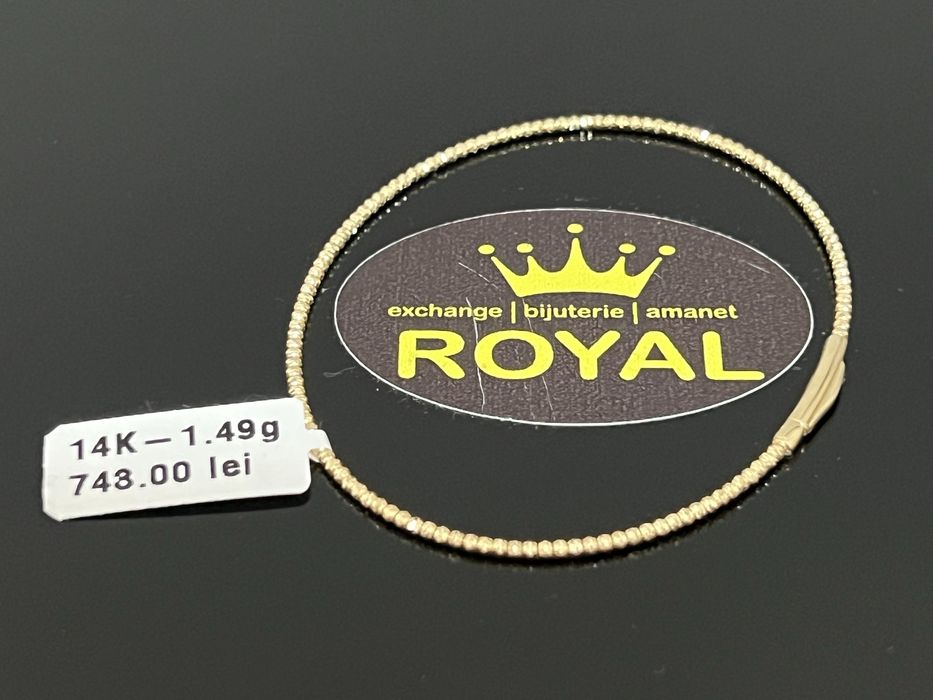 exchange | bijuterie | amanet
ROYAL
14K — 1.49g
743.00 lei